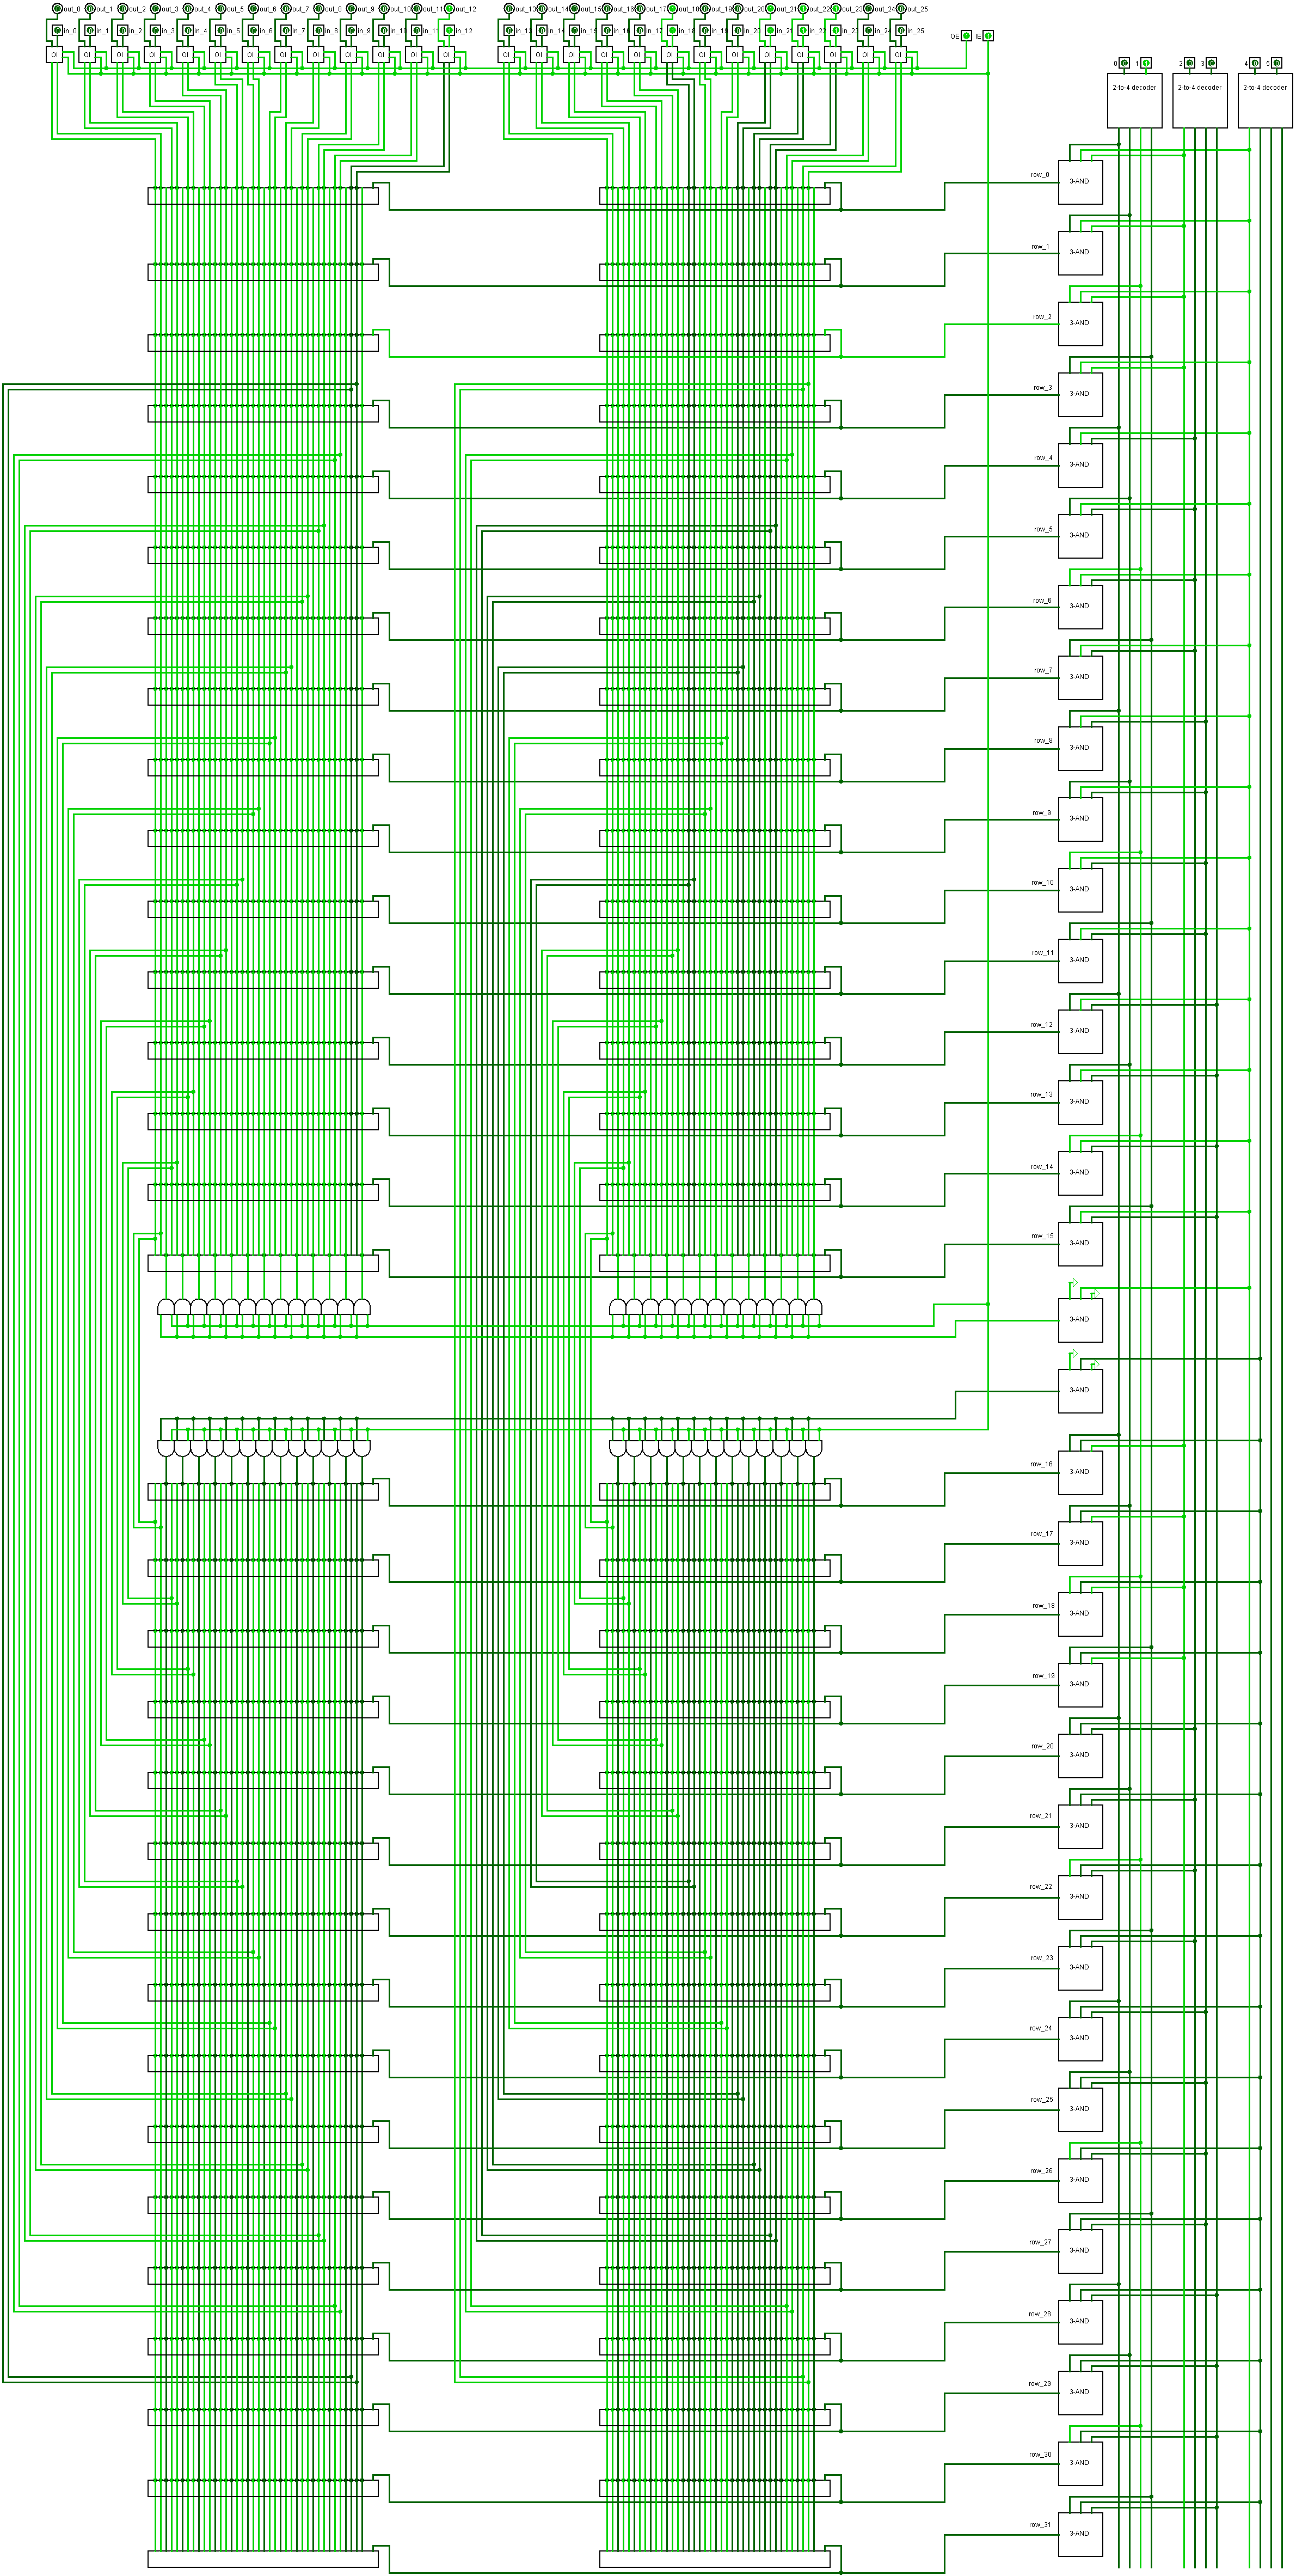 out_0 out_1 out_2 out_3 out_4 out_5 out_6 out_7 out_8 out_9 out_10 out_11 out_12 out_13 out_14 out_15 out_16 out_17 out_18 out_19 out_20 out_21 out_22 out_23 out_24 out_25
in_0 in_1 in_2 in_3 in_4 in_5 in_6 in_7 in_8 in_9 in_10 in_11 in_12 in_13 in_14 in_15 in_16 in_17 in_18 in_19 in_20 in_21 in_22 in_23 in_24 in_25
OE IE
OI OI OI OI OI OI OI OI OI OI OI OI OI OI OI OI OI OI OI OI OI OI OI OI OI OI
0 1 2 3 4 5
2-to-4 decoder 2-to-4 decoder 2-to-4 decoder
row_0 3-AND
row_1 3-AND
row_2 3-AND
row_3 3-AND
row_4 3-AND
row_5 3-AND
row_6 3-AND
row_7 3-AND
row_8 3-AND
row_9 3-AND
row_10 3-AND
row_11 3-AND
row_12 3-AND
row_13 3-AND
row_14 3-AND
row_15 3-AND
3-AND
3-AND
row_16 3-AND
row_17 3-AND
row_18 3-AND
row_19 3-AND
row_20 3-AND
row_21 3-AND
row_22 3-AND
row_23 3-AND
row_24 3-AND
row_25 3-AND
row_26 3-AND
row_27 3-AND
row_28 3-AND
row_29 3-AND
row_30 3-AND
row_31 3-AND